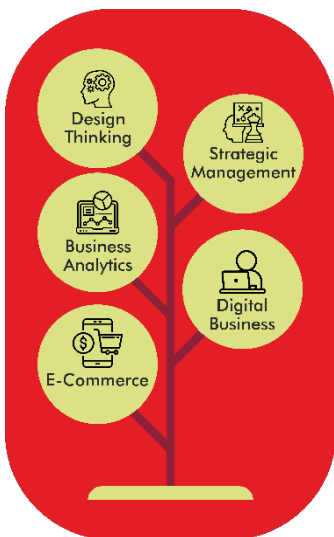 Design
Thinking
Strategic
Management
Business
Analytics
Digital
Business
$
E-Commerce